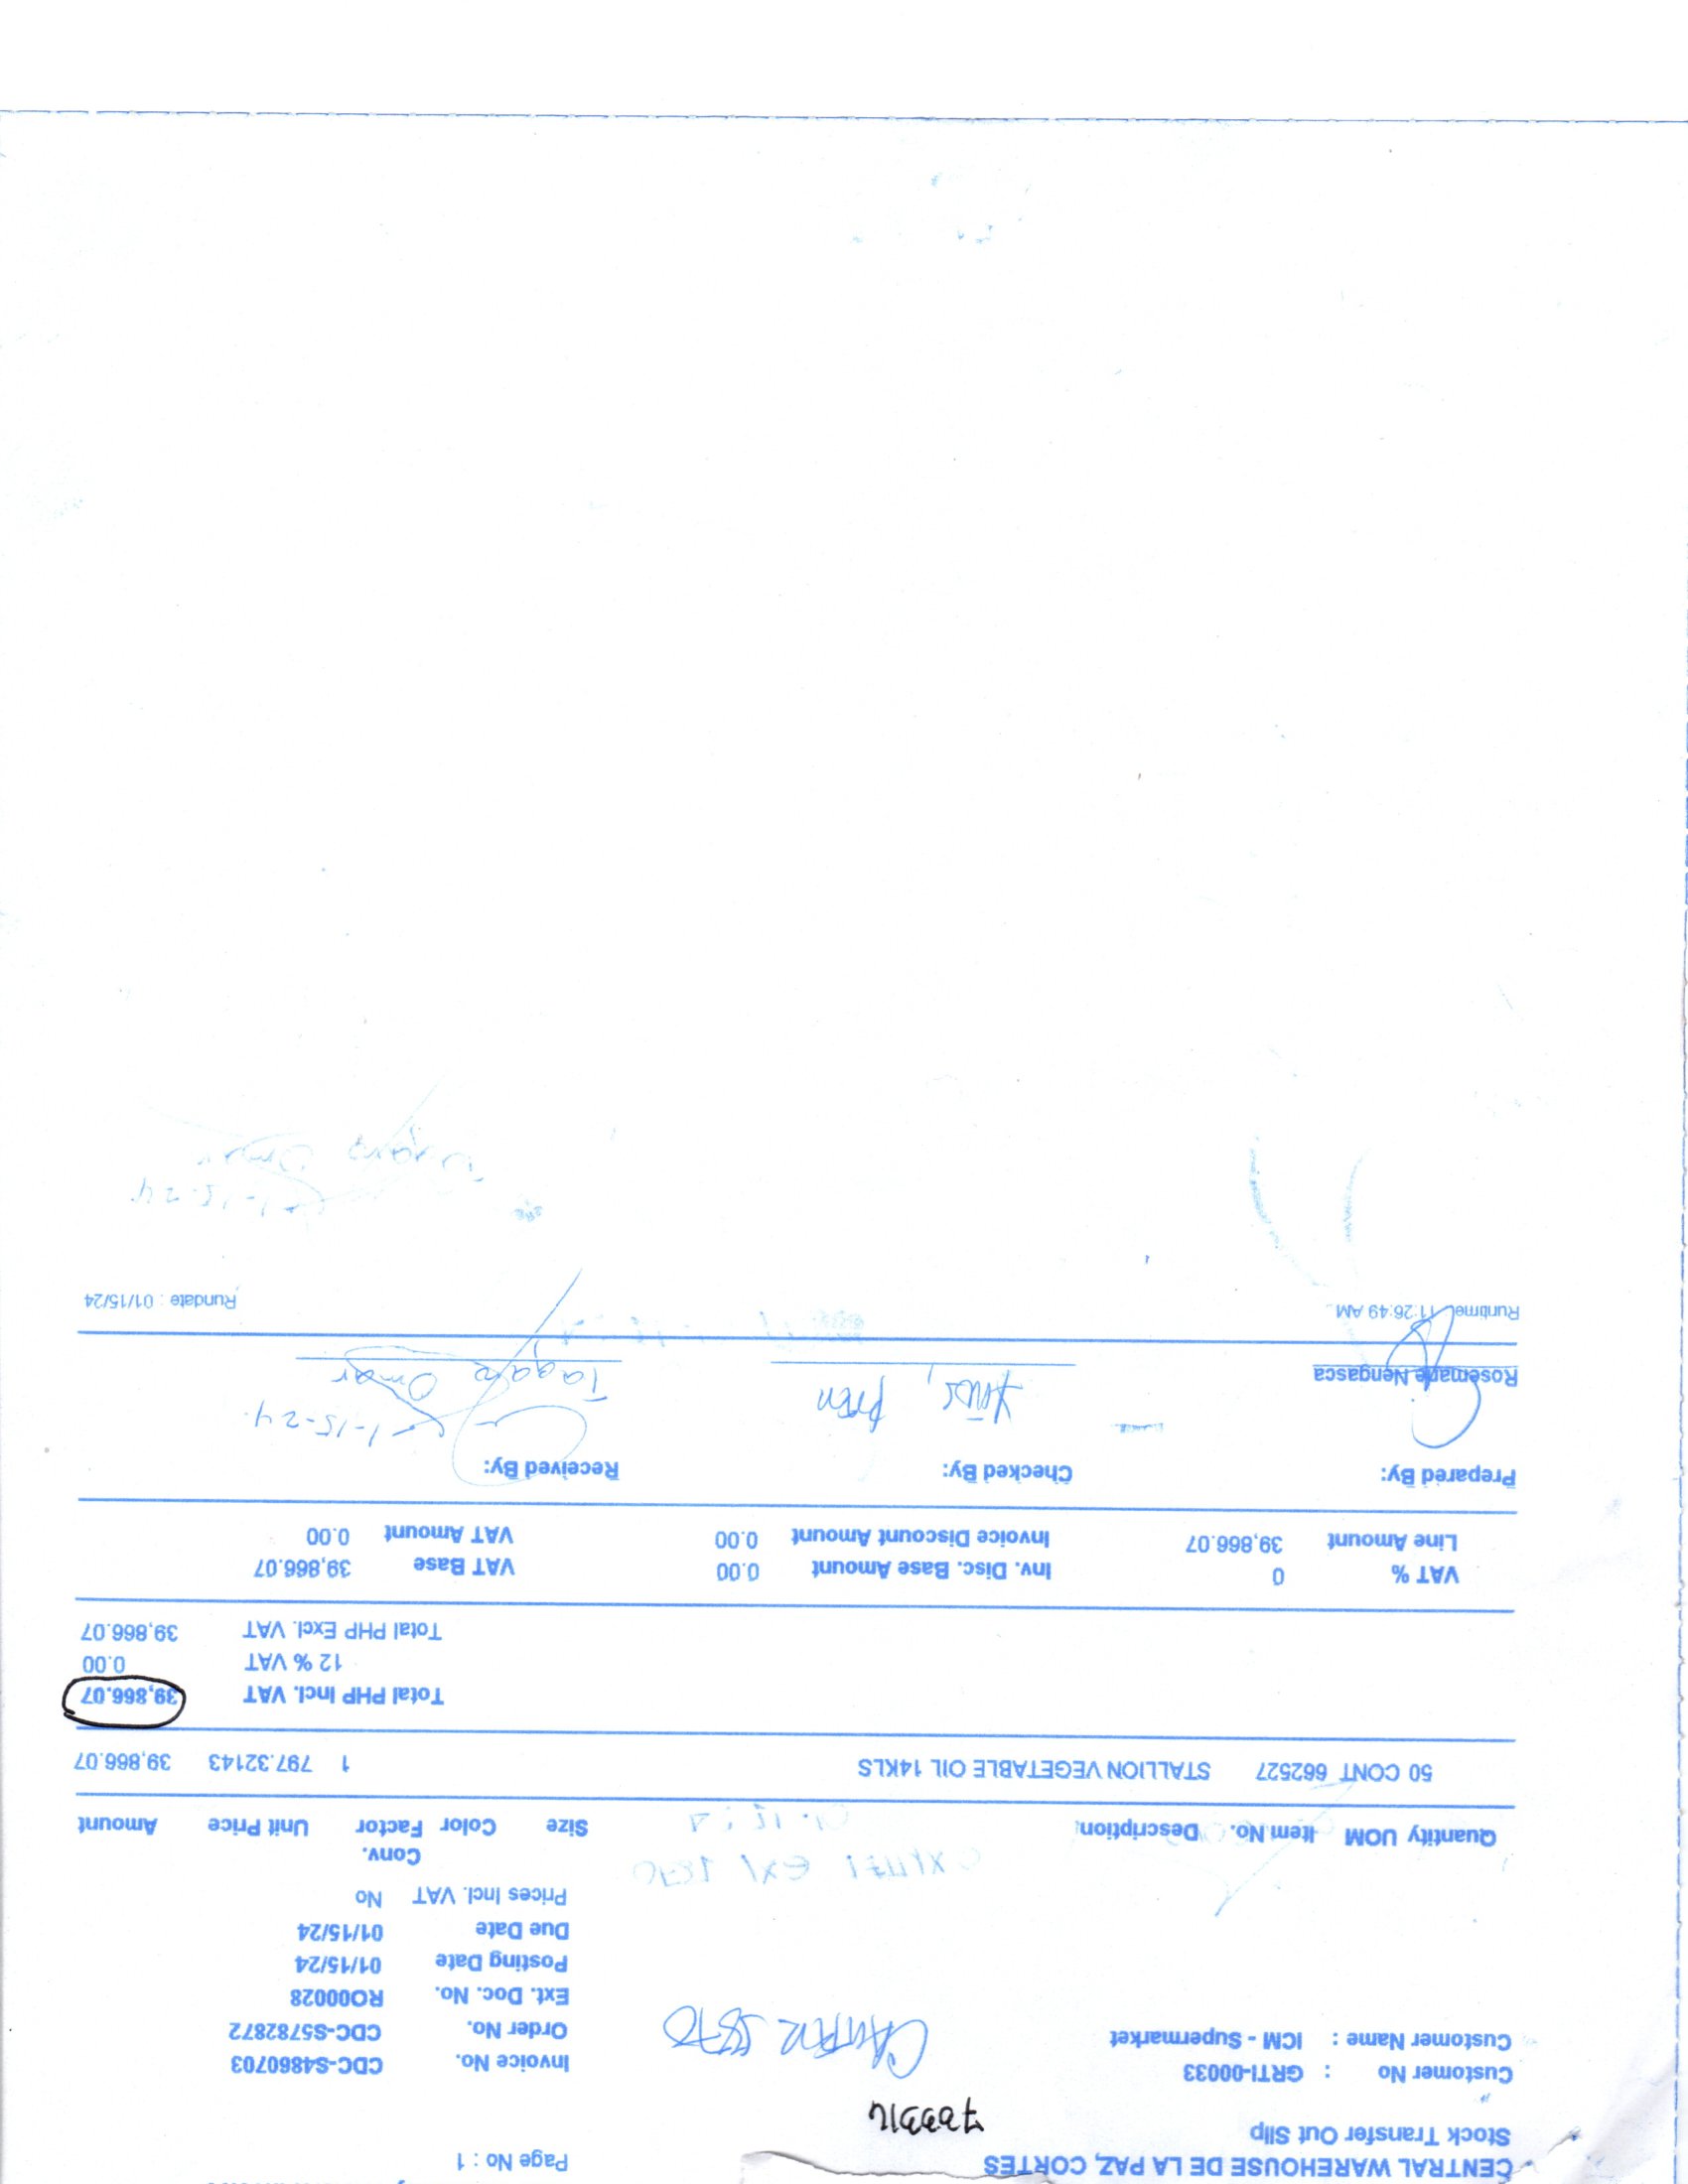 CENTRAL WAREHOUSE DE LA PAZ, CORTES
Stock Transfer Out Slip
Page No : 1
Customer No : GRTI-00033
Customer Name : ICM - Supermarket
Invoice No. CDC-S4860703
Order No. CDC-S5782872
Ext. Doc. No. RO00028
Posting Date 01/15/24
Due Date 01/15/24
Prices Incl. VAT No
Quantity UOM Item No. Description Size Color Conv. Factor Unit Price Amount
50 CONT 662527 STALLION VEGETABLE OIL 14KLS 1 797.32143 39,866.07
Total PHP Incl. VAT 39,866.07
12 % VAT 0.00
Total PHP Excl. VAT 39,866.07
VAT % 0 Inv. Disc. Base Amount 0.00 VAT Base 39,866.07
Line Amount 39,866.07 Invoice Discount Amount 0.00 VAT Amount 0.00
Prepared By: Checked By: Received By:
1-15-24
Rosemarie Nengasca Omar
Runtime: 11:26:49 AM Rundate : 01/15/24
1-15-24